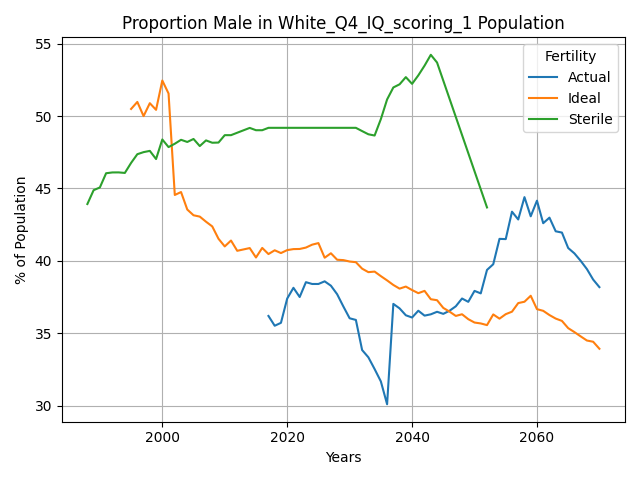 Proportion Male in White_Q4_IQ_scoring_1 Population
% of Population
55
50
45
40
35
30
2000
2020
2040
2060
Years
Fertility
Actual
Ideal
Sterile